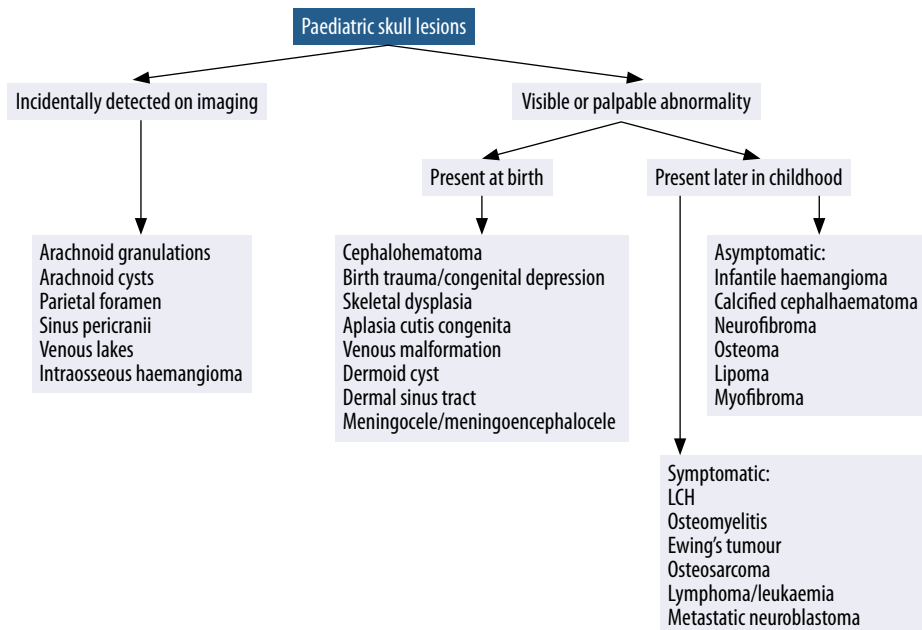 Paediatric skull lesions
Incidentally detected on imaging
Visible or palpable abnormality
Present at birth
Present later in childhood
Arachnoid granulations
Arachnoid cysts
Parietal foramen
Sinus pericranii
Venous lakes
Intraosseous haemangioma
Cephalohematoma
Birth trauma/congenital depression
Skeletal dysplasia
Aplasia cutis congenita
Venous malformation
Dermoid cyst
Dermal sinus tract
Meningocele/meningoencephalocele
Asymptomatic:
Infantile haemangioma
Calcified cephalhaematoma
Neurofibroma
Osteoma
Lipoma
Myofibroma
Symptomatic:
LCH
Osteomyelitis
Ewing’s tumour
Osteosarcoma
Lymphoma/leukaemia
Metastatic neuroblastoma